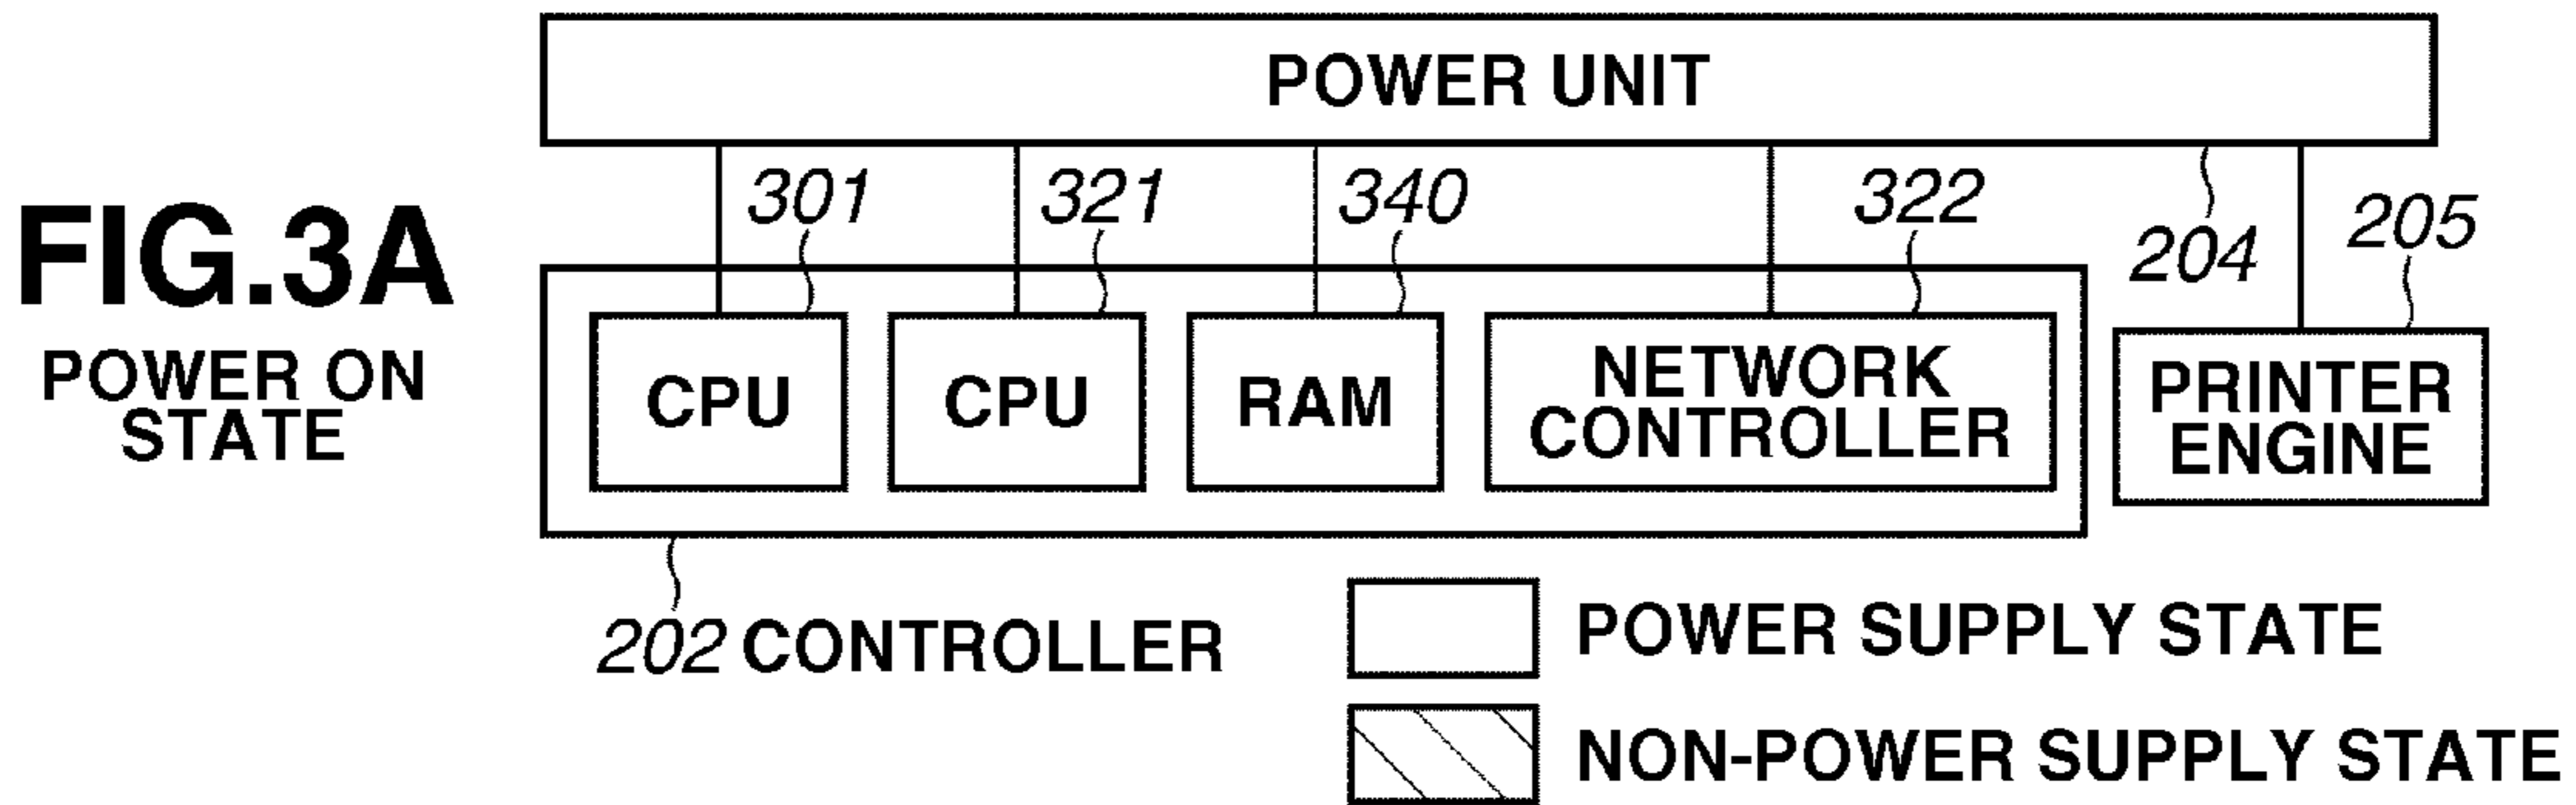 POWER UNIT
FIG.3A
POWER ON
STATE
301
321
340
322
204
205
CPU
CPU
RAM
NETWORK
CONTROLLER
PRINTER
ENGINE
202 CONTROLLER
POWER SUPPLY STATE
NON-POWER SUPPLY STATE